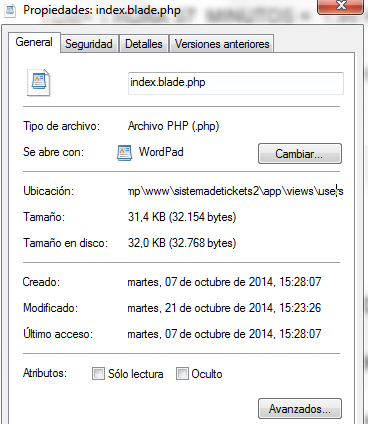 Propiedades: index.blade.php
General Seguridad Detalles Versiones anteriores
index.blade.php
Tipo de archivo: Archivo PHP (.php)
Se abre con: WordPad Cambiar...
Ubicación: mp\www\sistemadetickets2\app\views\users
Tamaño: 31,4 KB (32.154 bytes)
Tamaño en disco: 32,0 KB (32.768 bytes)
Creado: martes, 07 de octubre de 2014, 15:28:07
Modificado: martes, 21 de octubre de 2014, 15:23:26
Último acceso: martes, 07 de octubre de 2014, 15:28:07
Atributos: Sólo lectura Oculto
Avanzados...